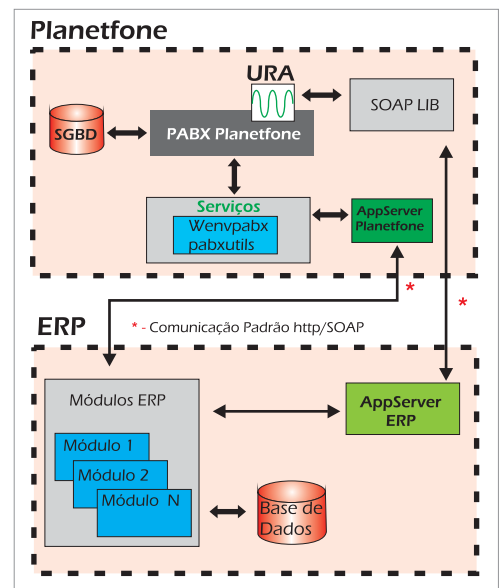 Planetfone
URA
SGBD
PABX Planetfone
SOAP LIB
Serviços
Wenvpabx
pabxutils
AppServer
Planetfone
*
*
ERP
* - Comunicação Padrão http/SOAP
Módulos ERP
Módulo 1
Módulo 2
Módulo N
AppServer
ERP
Base de
Dados